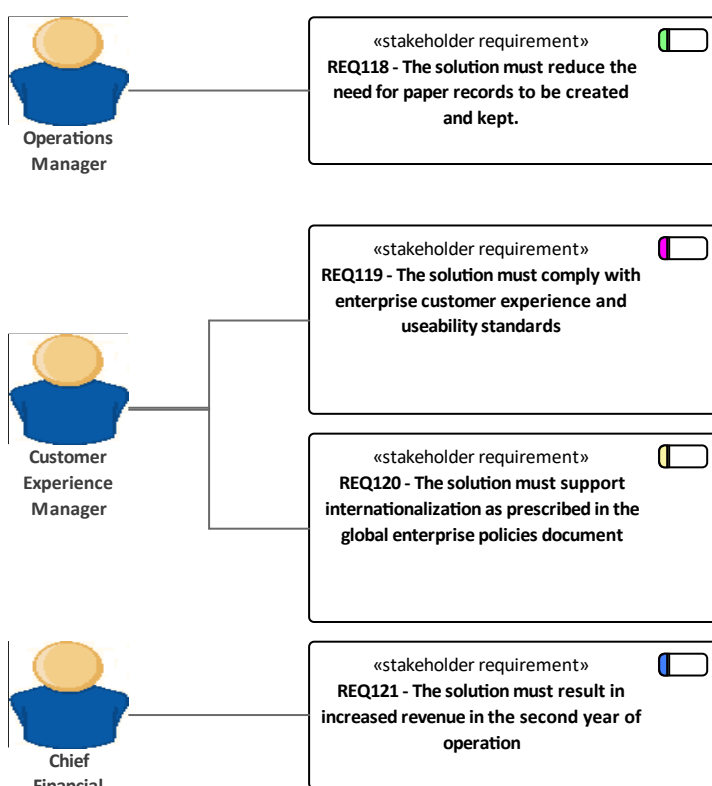 «stakeholder requirement»
REQ118 - The solution must reduce the
need for paper records to be created
and kept.
Operations
Manager
«stakeholder requirement»
REQ119 - The solution must comply with
enterprise customer experience and
useability standards
Customer
Experience
Manager
«stakeholder requirement»
REQ120 - The solution must support
internationalization as prescribed in the
global enterprise policies document
«stakeholder requirement»
REQ121 - The solution must result in
increased revenue in the second year of
operation
Chief
Financial